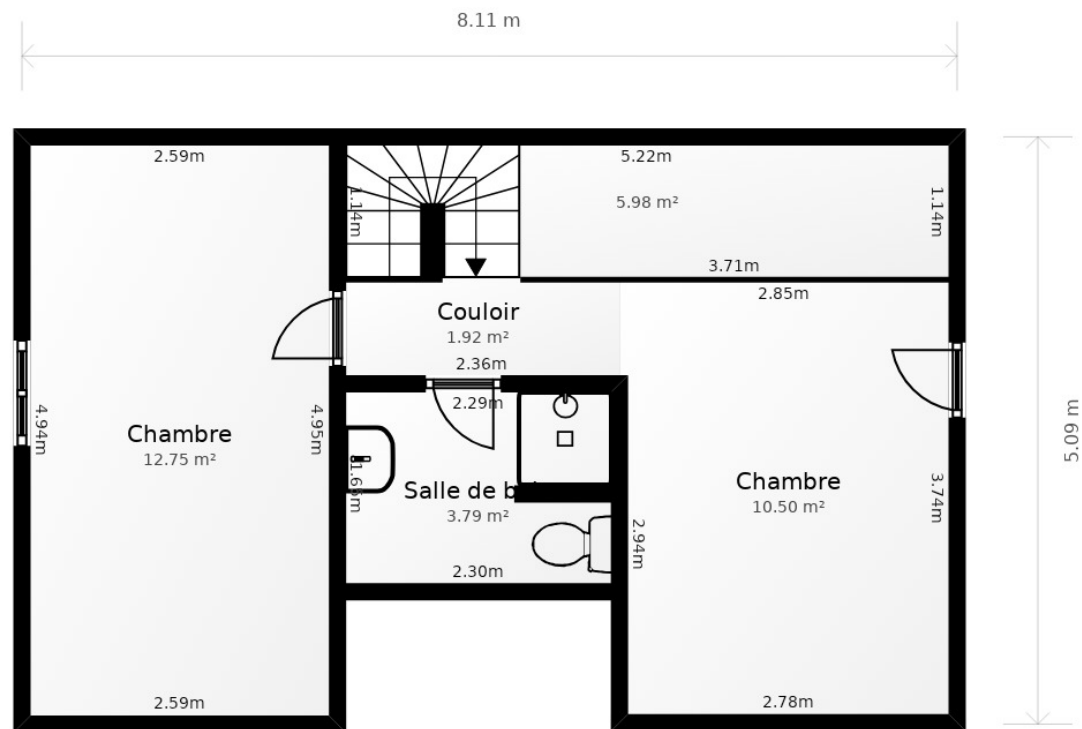 8.11 m
2.59m
5.22m
5.98 m²
1.14m
1.14m
3.71m
2.85m
Couloir
1.92 m²
2.36m
2.29m
5.09 m
4.94m
4.95m
Chambre
12.75 m²
1.65m
Salle de b
3.79 m²
Chambre
10.50 m²
3.74m
2.94m
2.30m
2.59m
2.78m